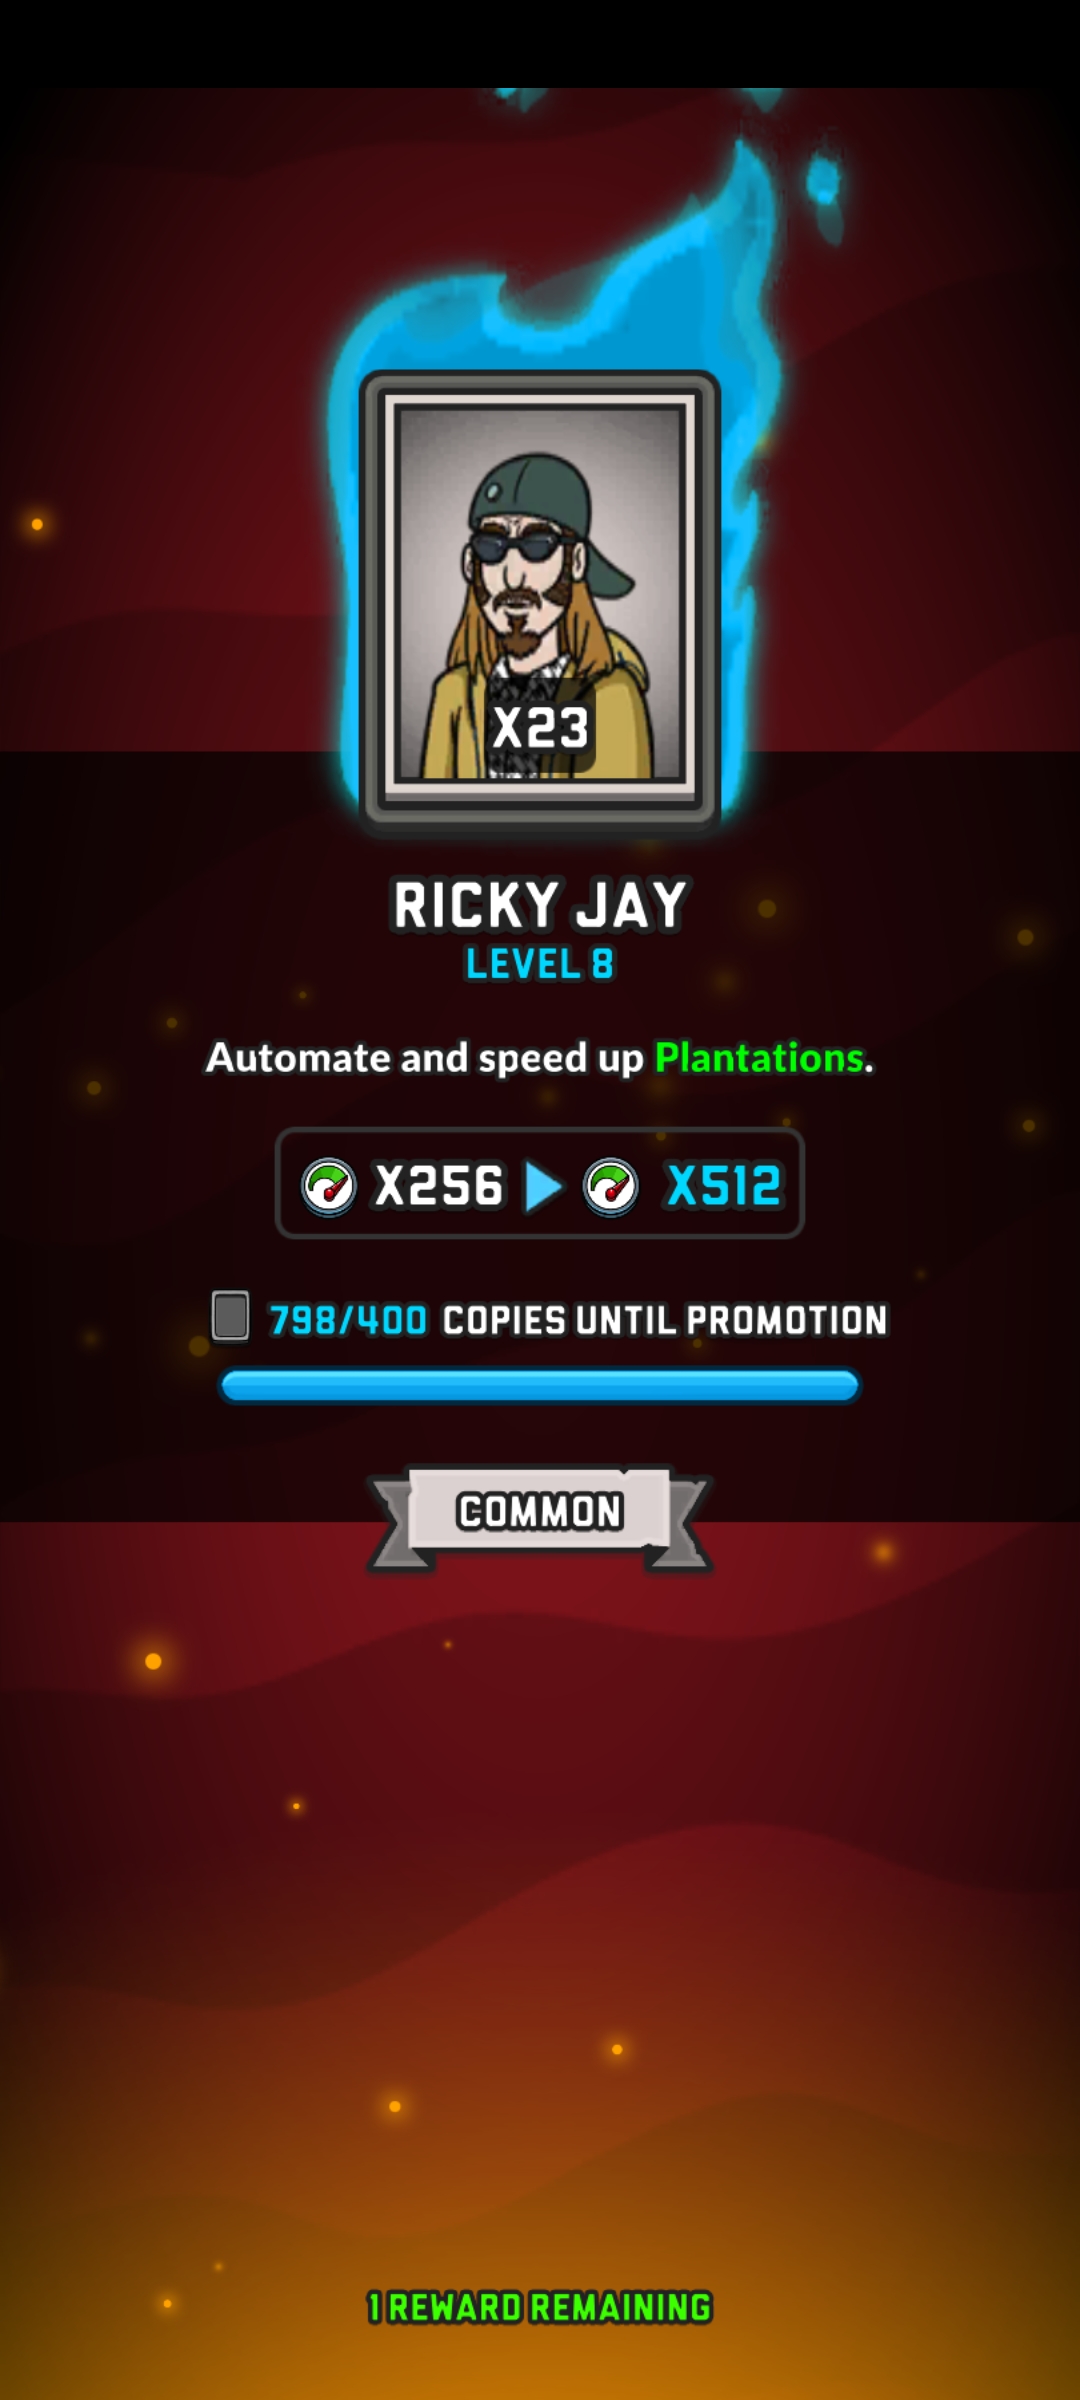 X23
RICKY JAY
LEVEL 8
Automate and speed up Plantations.
X256 X512
798/400 COPIES UNTIL PROMOTION
COMMON
1 REWARD REMAINING